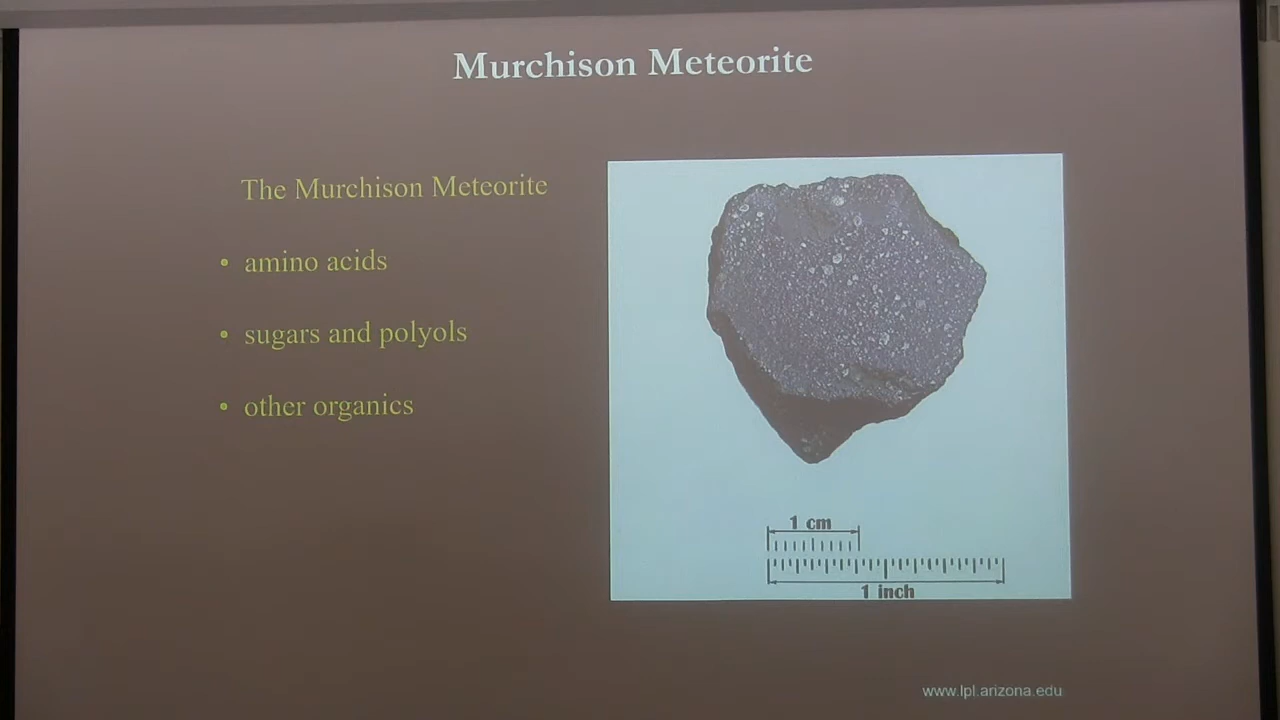 Murchison Meteorite
The Murchison Meteorite
• amino acids
• sugars and polyols
• other organics
1 cm
1 inch
www.lpl.arizona.edu